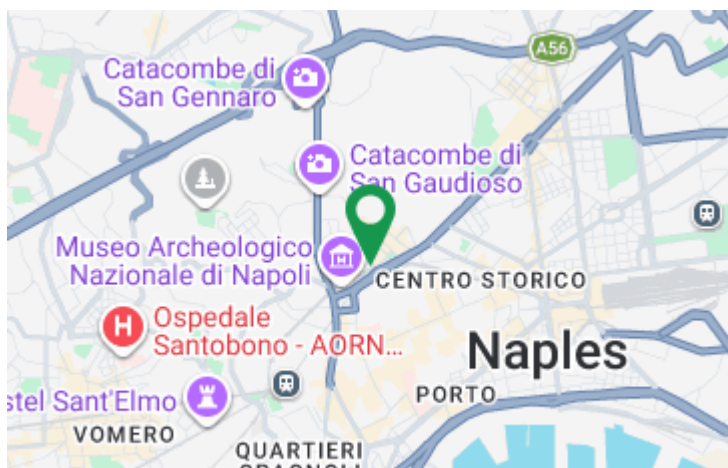 A56
Catacombe di
San Gennaro
Catacombe di
San Gaudioso
Museo Archeologico
Nazionale di Napoli
CENTRO STORICO
H
Ospedale
Santobono - AORN...
Naples
stel Sant'Elmo
PORTO
VOMERO
QUARTIERI
SPAGNOLI